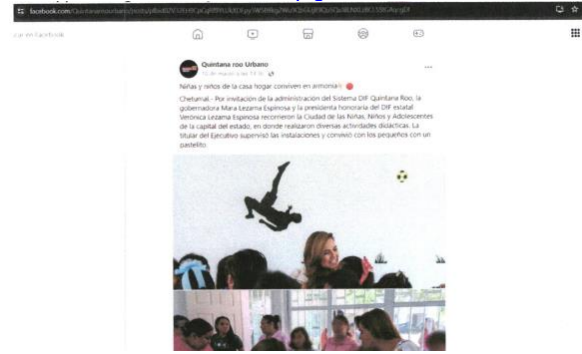 Quintana roo Urbano
Niñas y niños de la casa hogar conviven en armonía
Chetumal.- Por invitación de la administración del Sistema DIF Quintana Roo, la
gobernadora Mara Lezama Espinosa y la presidenta honoraria del DIF estatal
Verónica Lezama Espinosa recorrieron la Ciudad de las Niñas, Niños y Adolescentes
de la capital del estado, en donde realizaron diversas actividades didácticas. La
titular del Ejecutivo supervisó las instalaciones y convivió con los pequeños con un
pastelito.